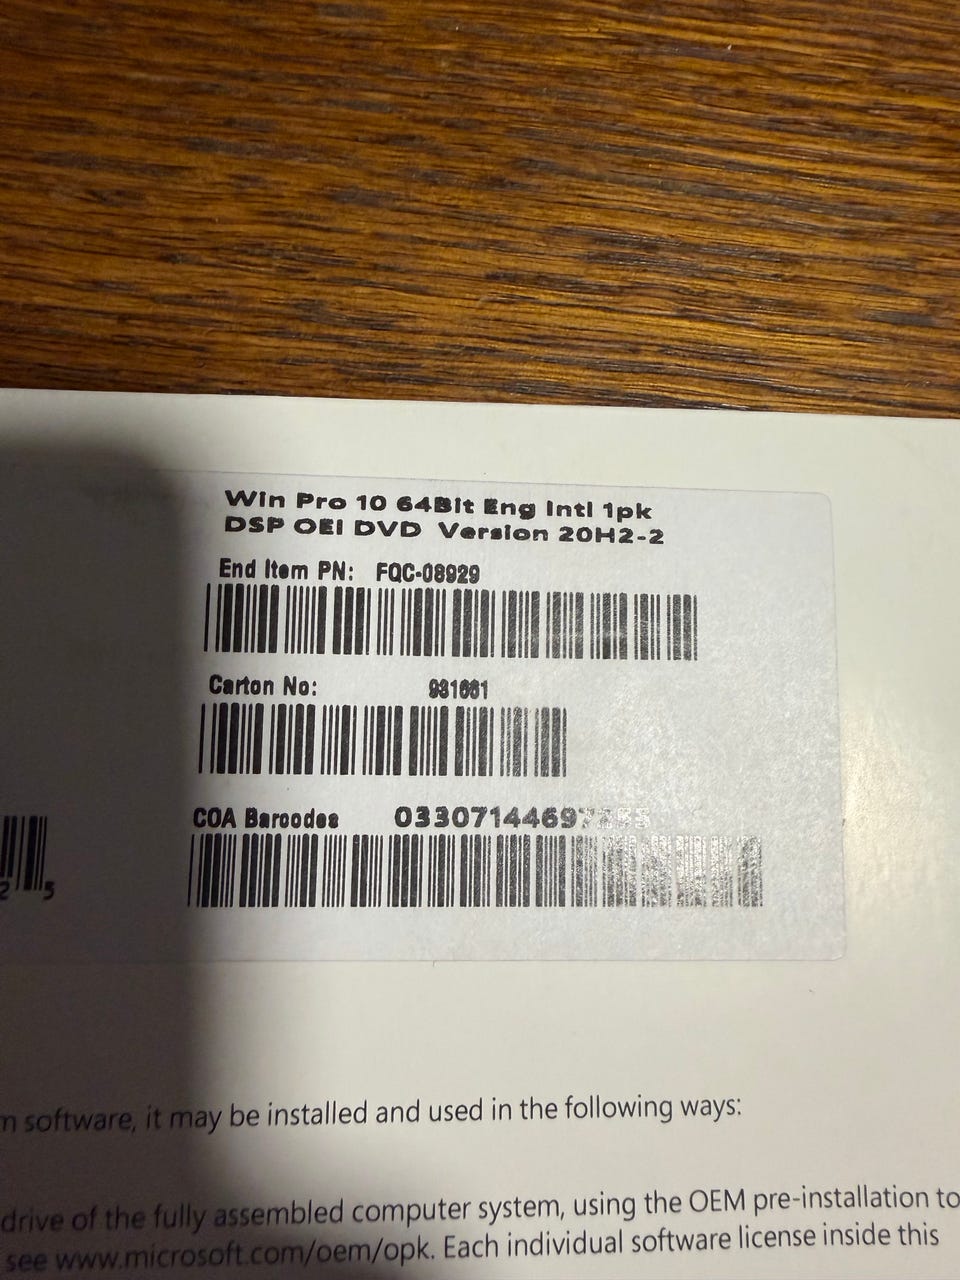 Win Pro 10 64Bit Eng Intl 1pk
DSP OEI DVD Version 20H2-2
End Item PN: FQC-08929
Carton No:
COA Barcodes
2 5
software, it may be installed and used in the following ways:
drive of the fully assembled computer system, using the OEM pre-installation
see www.microsoft.com/oem/opk. Each individual software license inside this